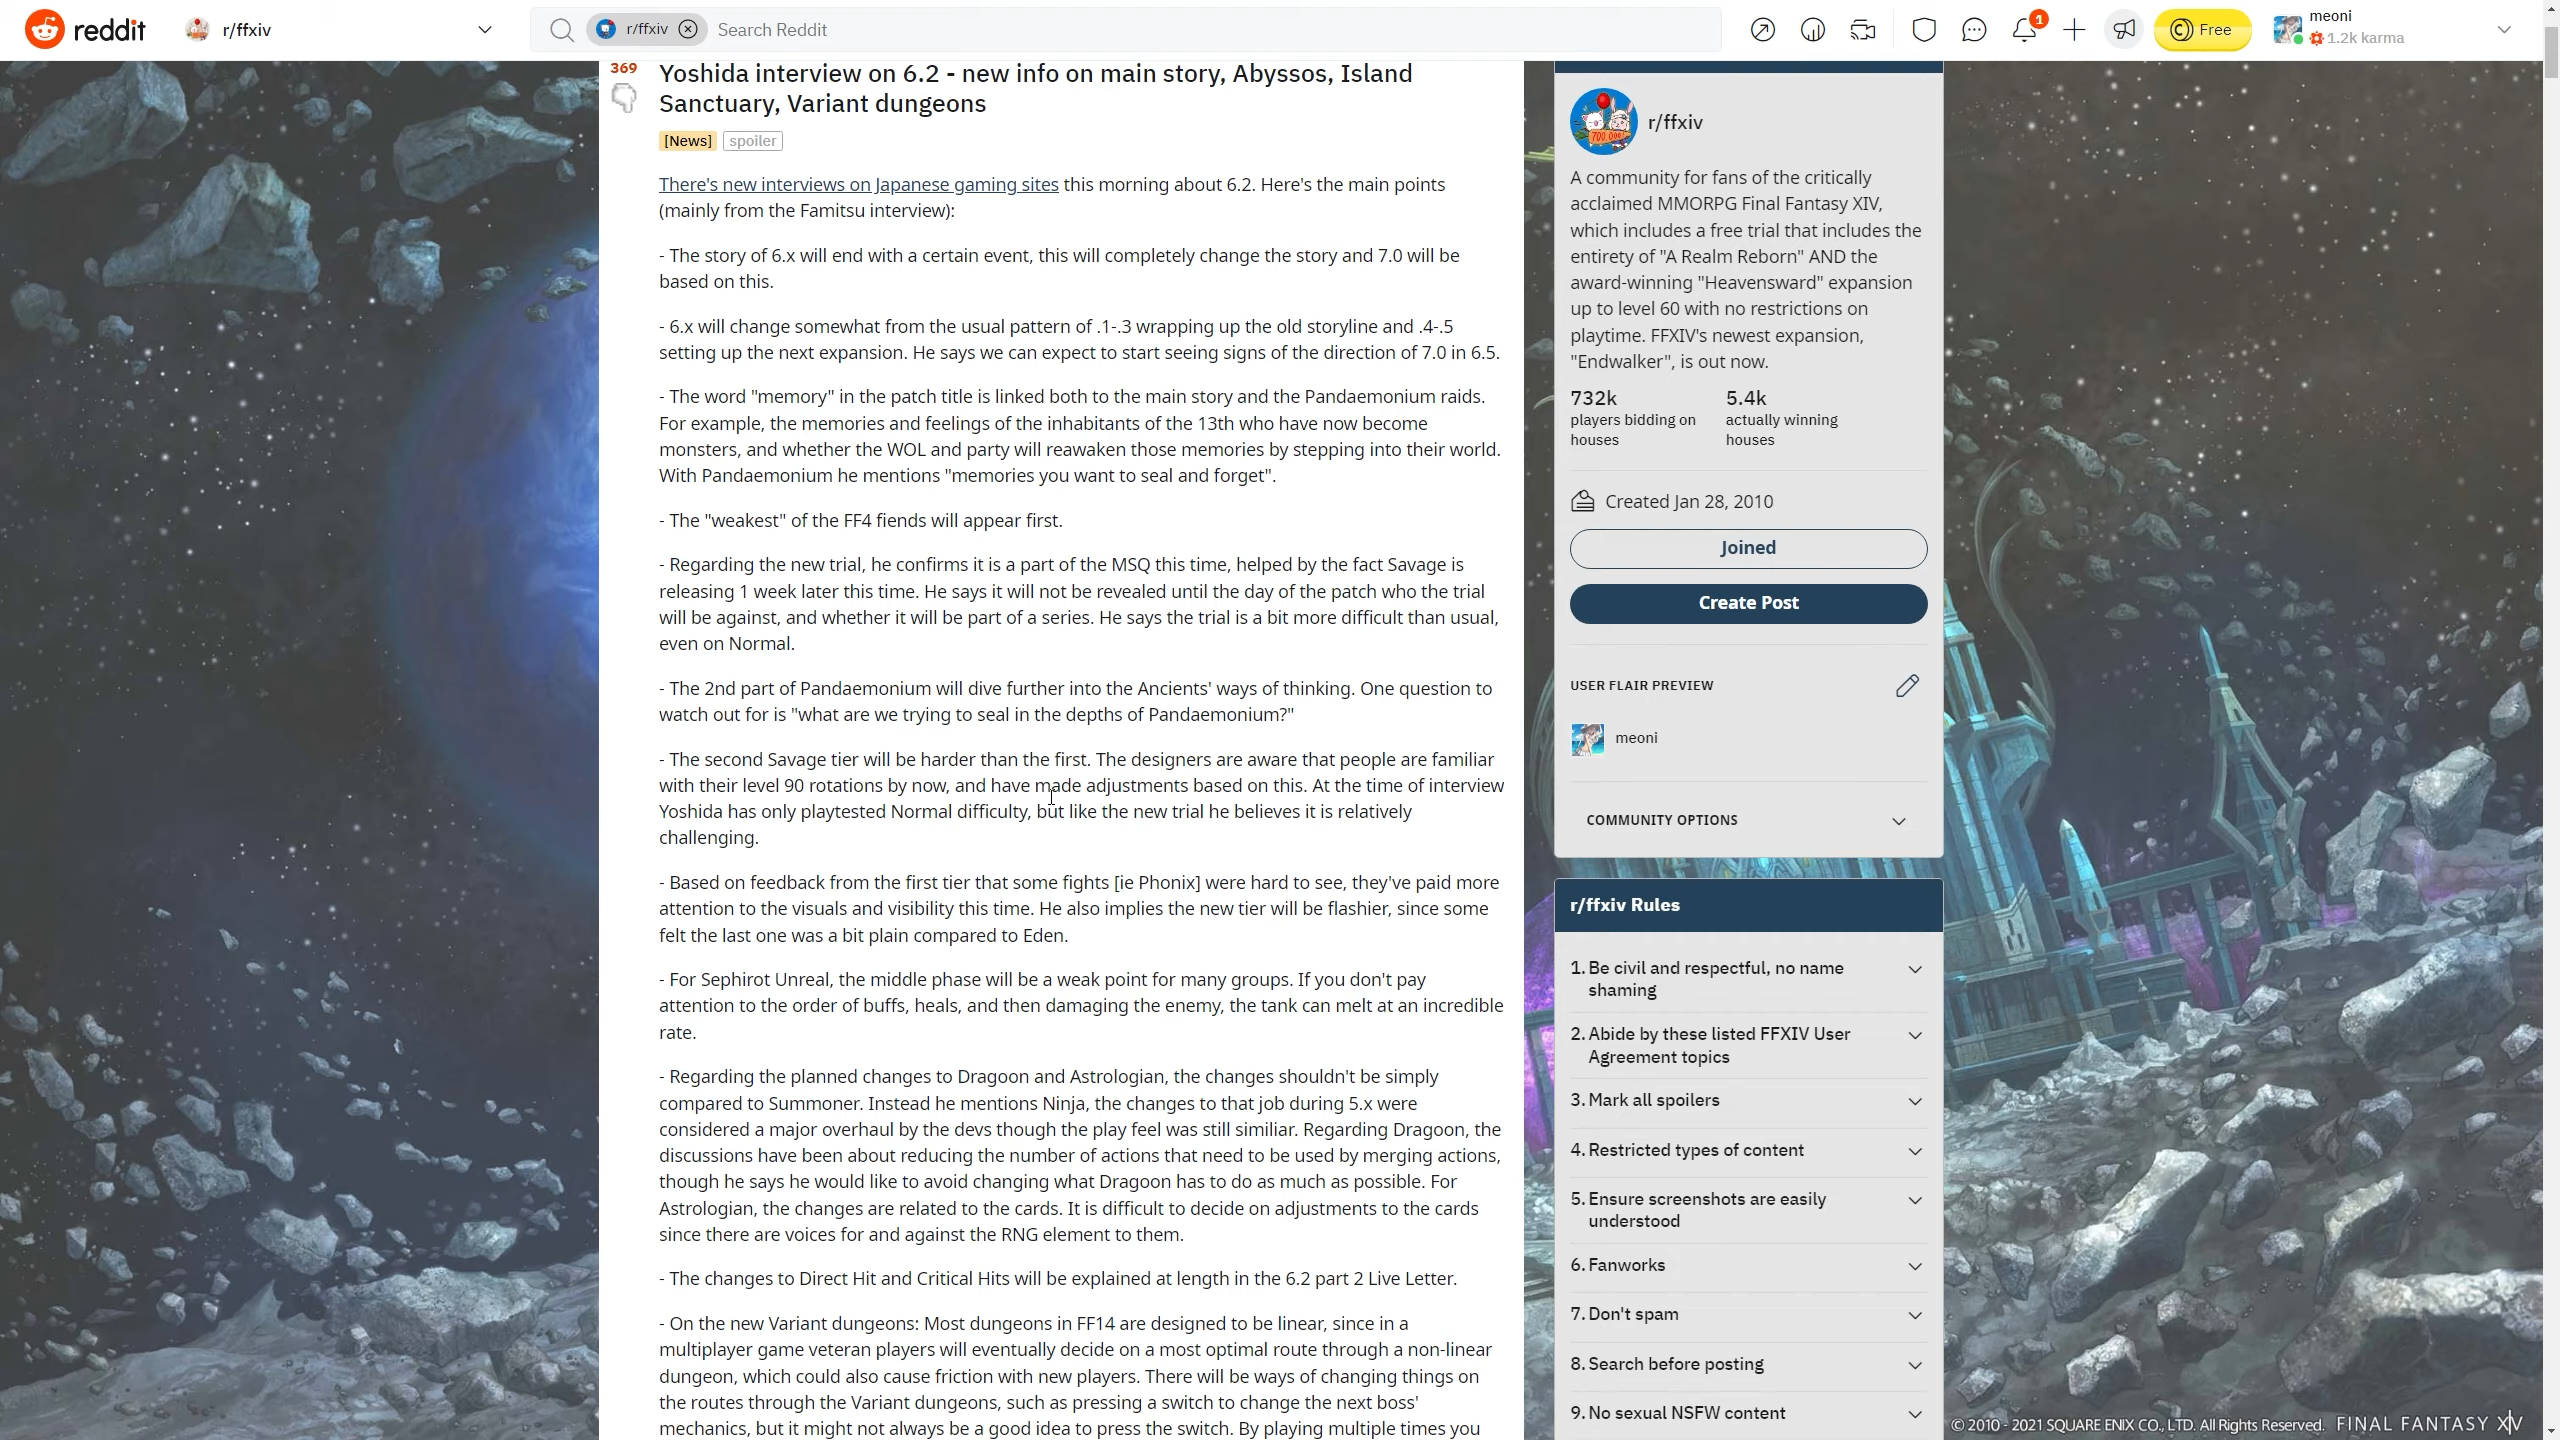 reddit
r/ffxiv
r/ffxiv
Search Reddit
1
Free
meoni
1.2k karma
369
Yoshida interview on 6.2 - new info on main story, Abyssos, Island
Sanctuary, Variant dungeons
[News] spoiler
There's new interviews on Japanese gaming sites this morning about 6.2. Here's the main points
(mainly from the Famitsu interview):
- The story of 6.x will end with a certain event, this will completely change the story and 7.0 will be
based on this.
- 6.x will change somewhat from the usual pattern of .1-.3 wrapping up the old storyline and .4-.5
setting up the next expansion. He says we can expect to start seeing signs of the direction of 7.0 in 6.5.
- The word "memory" in the patch title is linked both to the main story and the Pandaemonium raids.
For example, the memories and feelings of the inhabitants of the 13th who have now become
monsters, and whether the WOL and party will reawaken those memories by stepping into their world.
With Pandaemonium he mentions "memories you want to seal and forget".
- The "weakest" of the FF4 fiends will appear first.
- Regarding the new trial, he confirms it is a part of the MSQ this time, helped by the fact Savage is
releasing 1 week later this time. He says it will not be revealed until the day of the patch who the trial
will be against, and whether it will be part of a series. He says the trial is a bit more difficult than usual,
even on Normal.
- The 2nd part of Pandaemonium will dive further into the Ancients' ways of thinking. One question to
watch out for is "what are we trying to seal in the depths of Pandaemonium?"
- The second Savage tier will be harder than the first. The designers are aware that people are familiar
with their level 90 rotations by now, and have made adjustments based on this. At the time of interview
Yoshida has only playtested Normal difficulty, but like the new trial he believes it is relatively
challenging.
- Based on feedback from the first tier that some fights [ie Phonix] were hard to see, they've paid more
attention to the visuals and visibility this time. He also implies the new tier will be flashier, since some
felt the last one was a bit plain compared to Eden.
- For Sephirot Unreal, the middle phase will be a weak point for many groups. If you don't pay
attention to the order of buffs, heals, and then damaging the enemy, the tank can melt at an incredible
rate.
- Regarding the planned changes to Dragoon and Astrologian, the changes shouldn't be simply
compared to Summoner. Instead he mentions Ninja, the changes to that job during 5.x were
considered a major overhaul by the devs though the play feel was still similiar. Regarding Dragoon, the
discussions have been about reducing the number of actions that need to be used by merging actions,
though he says he would like to avoid changing what Dragoon has to do as much as possible. For
Astrologian, the changes are related to the cards. It is difficult to decide on adjustments to the cards
since there are voices for and against the RNG element to them.
- The changes to Direct Hit and Critical Hits will be explained at length in the 6.2 part 2 Live Letter.
- On the new Variant dungeons: Most dungeons in FF14 are designed to be linear, since in a
multiplayer game veteran players will eventually decide on a most optimal route through a non-linear
dungeon, which could also cause friction with new players. There will be ways of changing things on
the routes through the Variant dungeons, such as pressing a switch to change the next boss'
mechanics, but it might not always be a good idea to press the switch. By playing multiple times you
700,000!
r/ffxiv
A community for fans of the critically
acclaimed MMORPG Final Fantasy XIV,
which includes a free trial that includes the
entirety of "A Realm Reborn" AND the
award-winning "Heavensward" expansion
up to level 60 with no restrictions on
playtime. FFXIV's newest expansion,
"Endwalker", is out now.
732k
players bidding on
houses
5.4k
actually winning
houses
Created Jan 28, 2010
Joined
Create Post
USER FLAIR PREVIEW
meoni
COMMUNITY OPTIONS
r/ffxiv Rules
1. Be civil and respectful, no name
shaming
2. Abide by these listed FFXIV User
Agreement topics
3. Mark all spoilers
4. Restricted types of content
5. Ensure screenshots are easily
understood
6. Fanworks
7. Don't spam
8. Search before posting
9. No sexual NSFW content
© 2010 - 2021 SQUARE ENIX CO., LTD. All Rights Reserved. FINAL FANTASY XIV